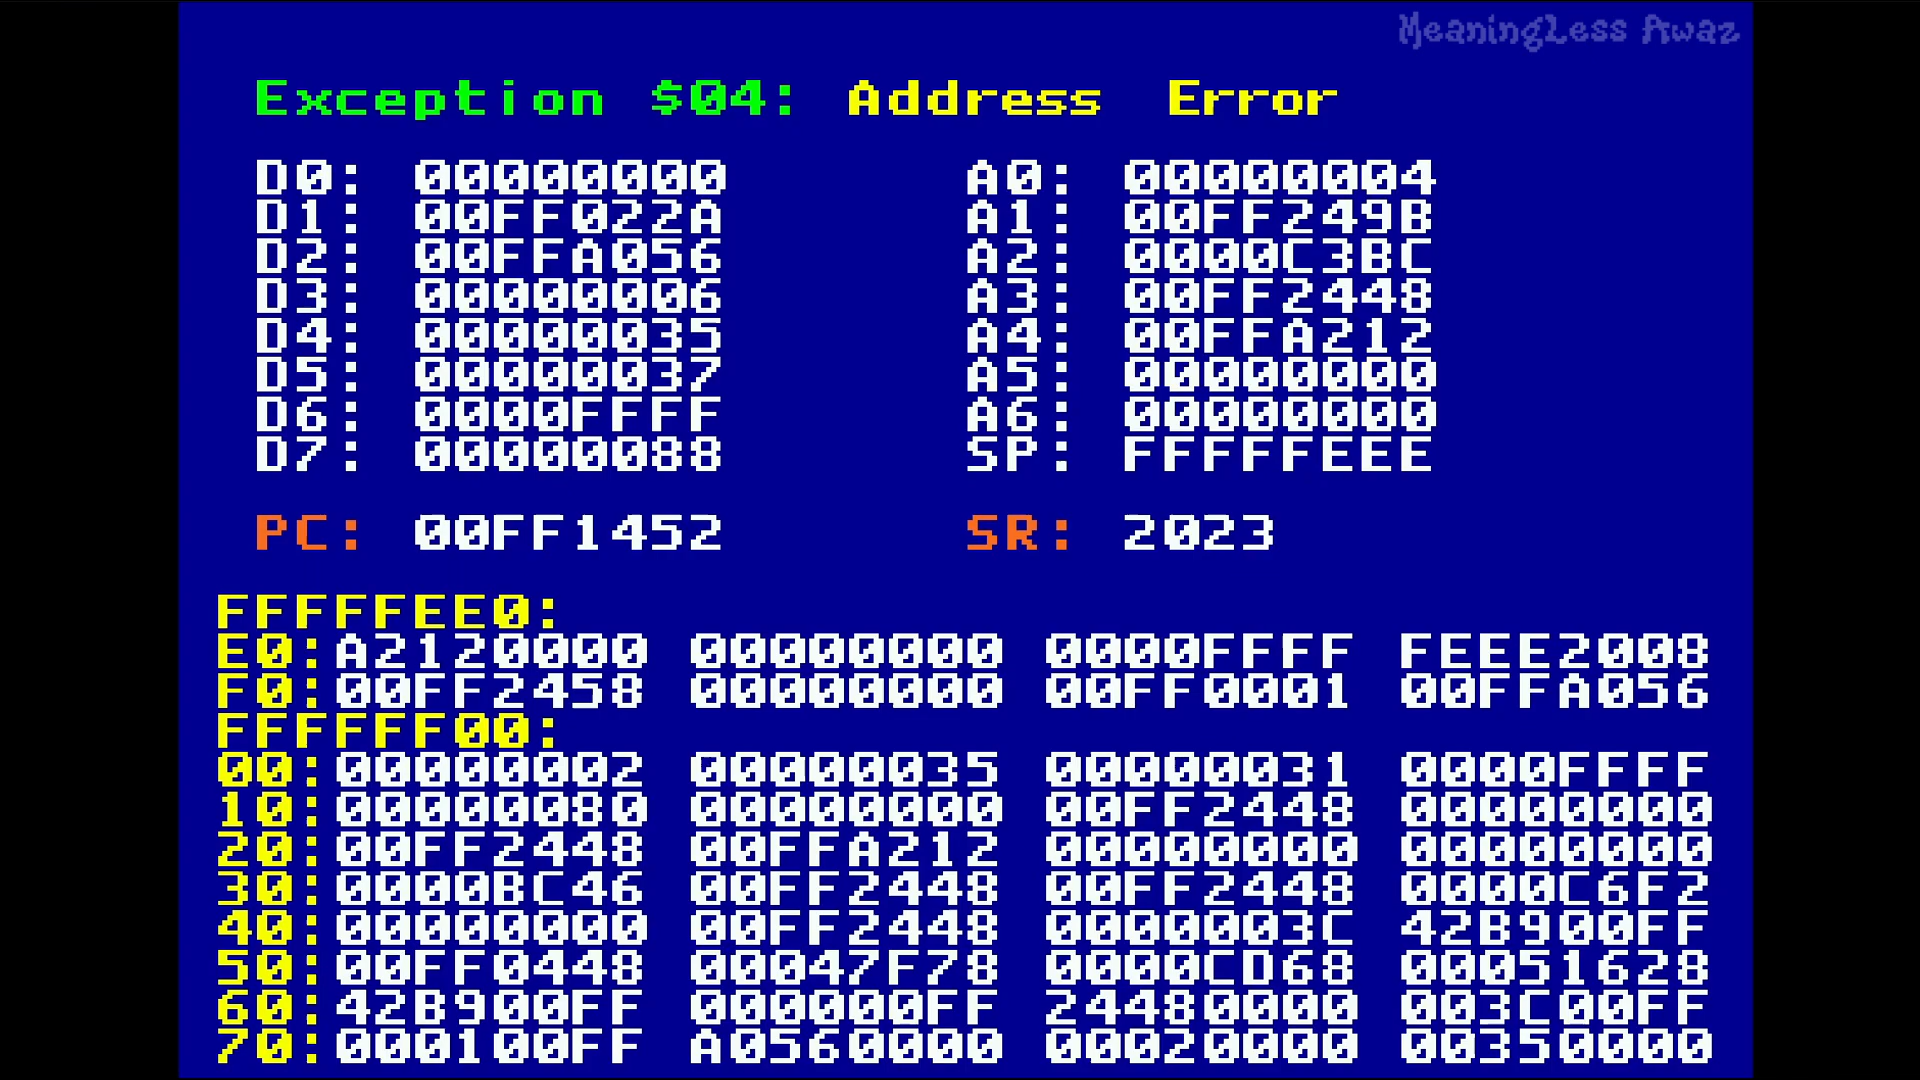 MeaningLess Awaz
Exception $04: Address Error
D0: 00000000 A0: 00000004
D1: 00FF022A A1: 00FF249B
D2: 00FFA056 A2: 0000C3BC
D3: 00000006 A3: 00FF2448
D4: 00000035 A4: 00FFA212
D5: 00000037 A5: 00000000
D6: 0000FFFF A6: 00000000
D7: 00000088 SP: FFFFFEEE
PC: 00FF1452 SR: 2023
FFFFFEE0:
E0:A2120000 00000000 0000FFFF FEEE2008
F0:00FF2458 00000000 00FF0001 00FFA056
FFFFFF00:
00:00000002 00000035 00000031 0000FFFF
10:00000080 00000000 00FF2448 00000000
20:00FF2448 00FFA212 00000000 00000000
30:0000BC46 00FF2448 00FF2448 0000C6F2
40:00000000 00FF2448 0000003C 42B900FF
50:00FF0448 00047F78 0000CD68 00051628
60:42B900FF 000000FF 24480000 003C00FF
70:000100FF A0560000 00020000 00350000